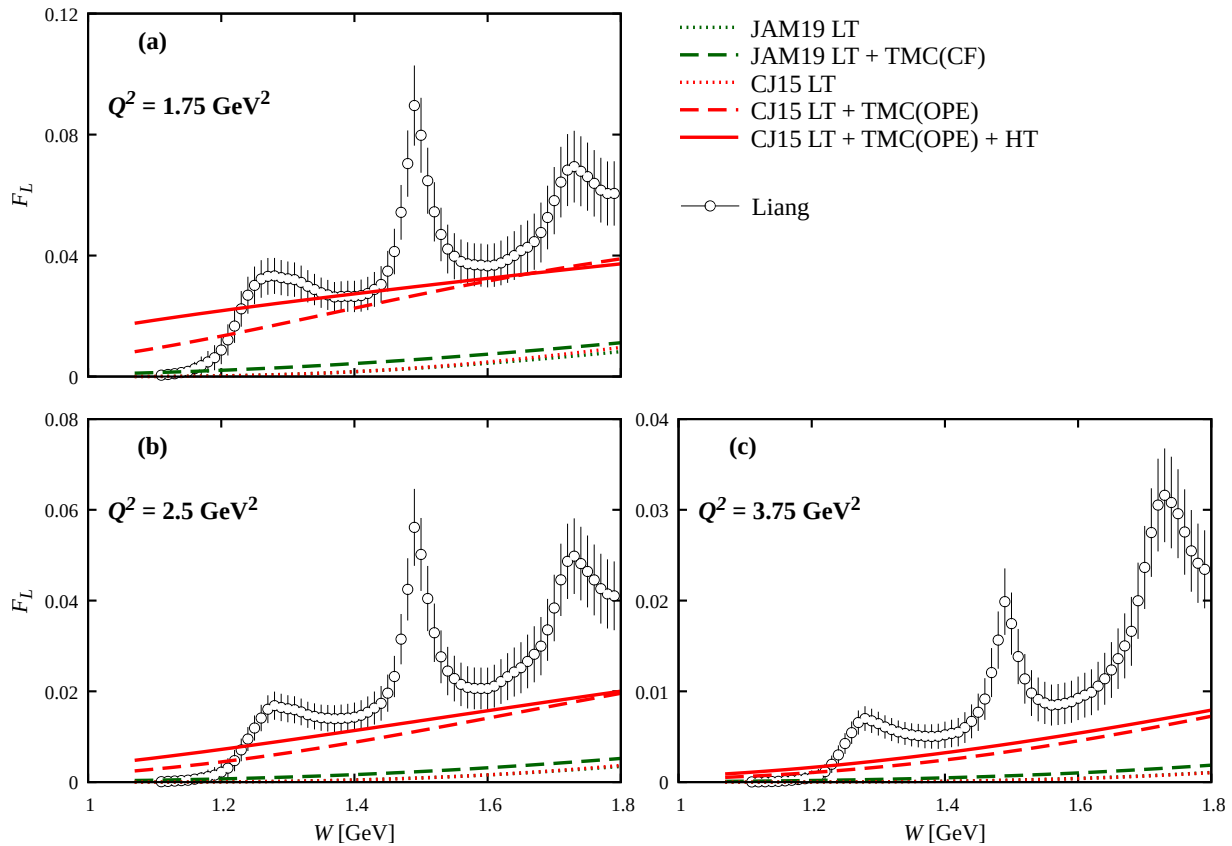 0.12
(a)
Q² = 1.75 GeV²
0.08
F_L
0.04
0
JAM19 LT
JAM19 LT + TMC(CF)
CJ15 LT
CJ15 LT + TMC(OPE)
CJ15 LT + TMC(OPE) + HT
Liang
0.08
(b)
Q² = 2.5 GeV²
0.06
F_L
0.04
0.02
0
1 1.2 1.4 1.6 1.8
W [GeV]
0.04
(c)
Q² = 3.75 GeV²
0.03
0.02
0.01
0
1 1.2 1.4 1.6 1.8
W [GeV]